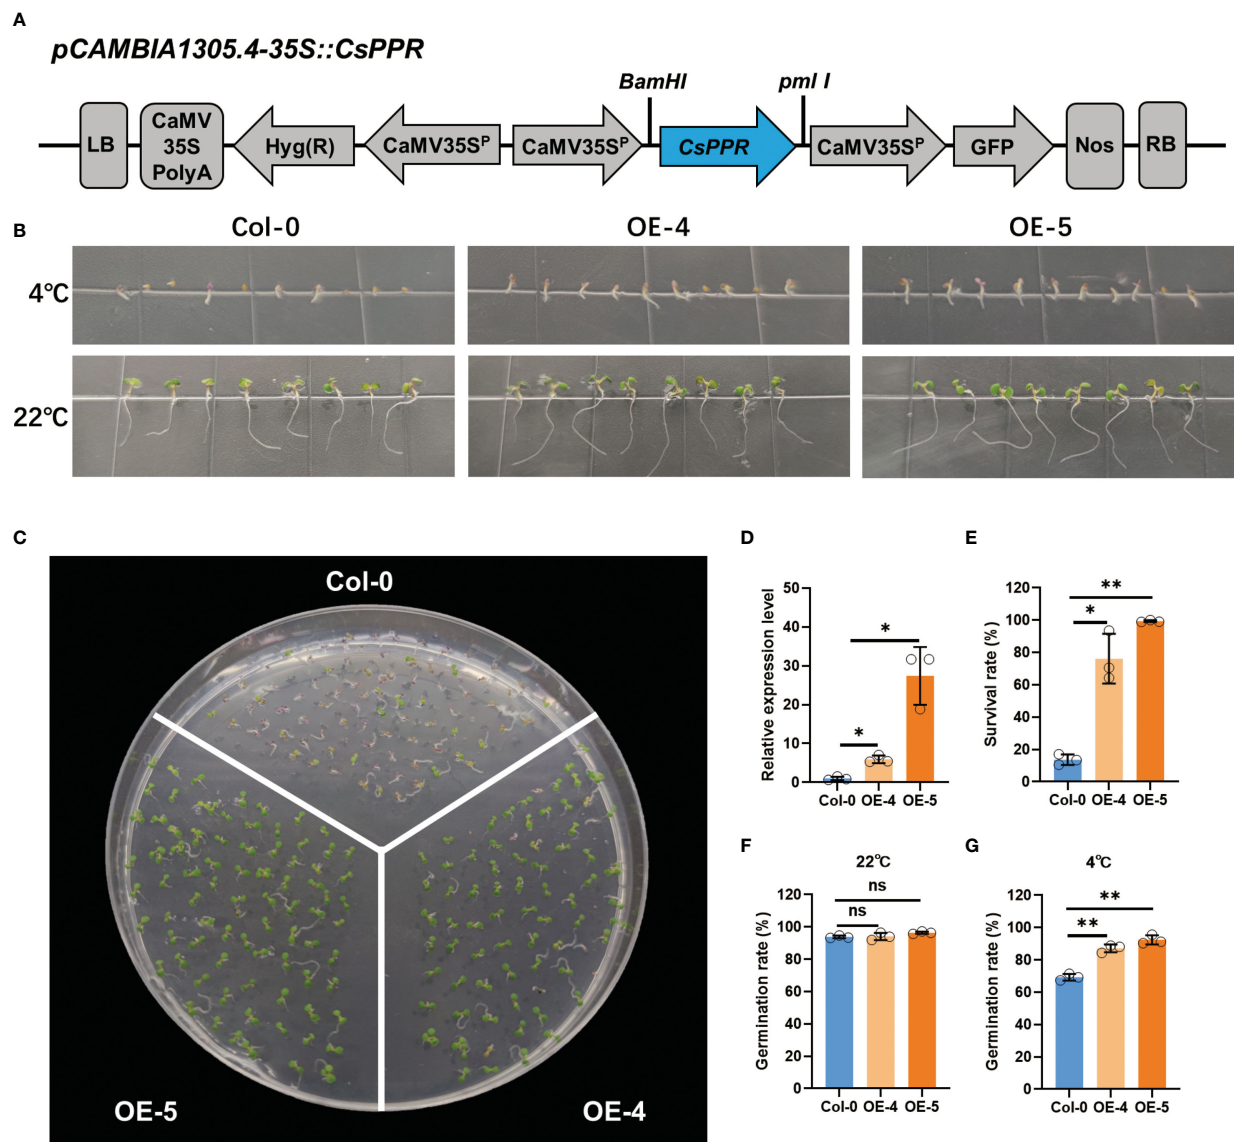 A
pCAMBIA1305.4-35S::CsPPR
BamHI
pmI I
LB
CaMV
35S
PolyA
Hyg(R)
CaMV35SP
CaMV35SP
CsPPR
CaMV35SP
GFP
Nos
RB
B
Col-0
OE-4
OE-5
4°C
22°C
C
Col-0
OE-5
OE-4
D
Relative expression level
50
40
30
20
10
0
*
*
Col-0 OE-4 OE-5
E
Survival rate (%)
120
100
80
60
40
20
0
**
*
Col-0 OE-4 OE-5
F
22°C
Germination rate (%)
120
100
80
60
40
20
0
ns
ns
Col-0 OE-4 OE-5
G
4°C
Germination rate (%)
120
100
80
60
40
20
0
**
**
Col-0 OE-4 OE-5